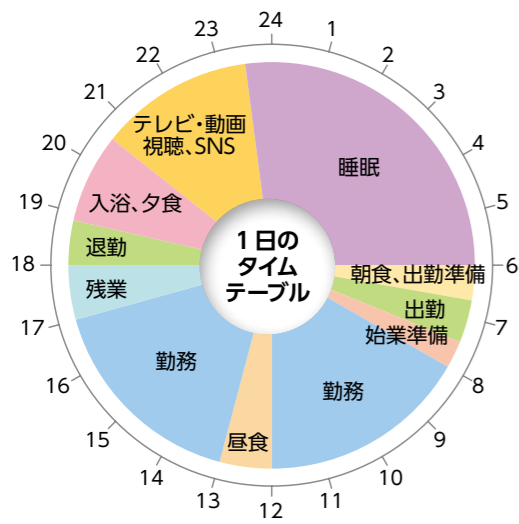 24
1
2
3
4
5
6
7
8
9
10
11
12
13
14
15
16
17
18
19
20
21
22
23
睡眠
朝食、出勤準備
出勤
始業準備
勤務
昼食
勤務
残業
退勤
入浴、夕食
テレビ・動画
視聴、SNS
1日の
タイム
テーブル